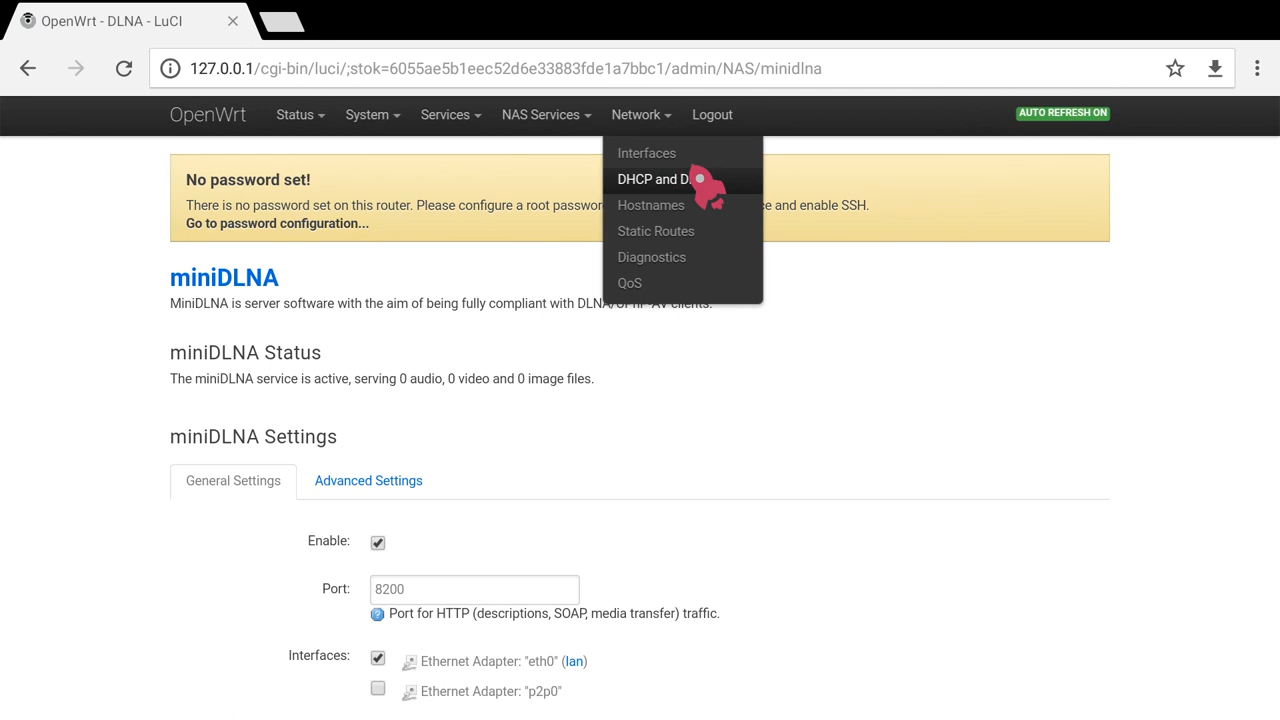 OpenWrt - DLNA - LuCI
127.0.0.1/cgi-bin/luci/;stok=6055ae5b1eec52d6e33883fde1a7bbc1/admin/NAS/minidlna
OpenWrt Status System Services NAS Services Network Logout AUTO REFRESH ON
Interfaces
DHCP and
Hostnames
Static Routes
Diagnostics
QoS
No password set!
There is no password set on this router. Please configure a root e and enable SSH.
Go to password configuration...
miniDLNA
MiniDLNA is server software with the aim of being fully compliant with clients.
miniDLNA Status
The miniDLNA service is active, serving 0 audio, 0 video and 0 image files.
miniDLNA Settings
General Settings Advanced Settings
Enable:
Port: 8200
Port for HTTP (descriptions, SOAP, media transfer) traffic.
Interfaces: Ethernet Adapter: "eth0" (lan)
Ethernet Adapter: "p2p0"